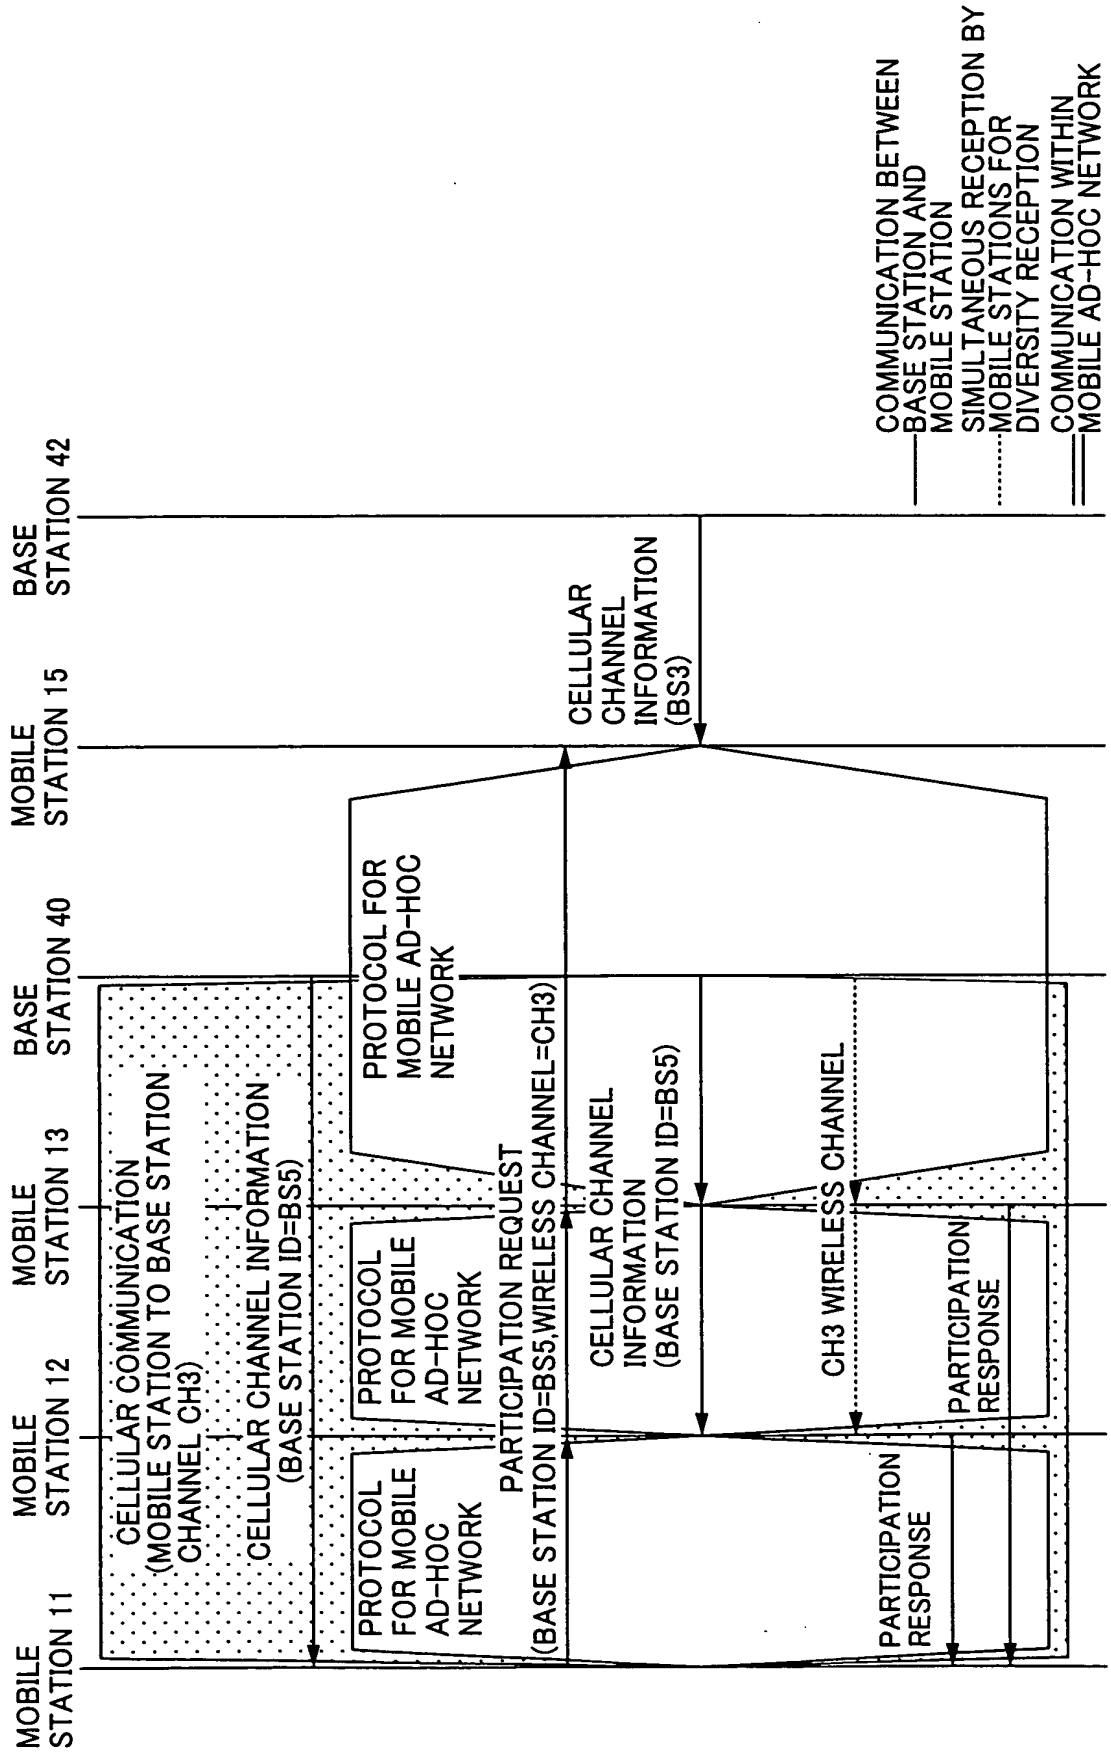 MOBILE
STATION 11
MOBILE
STATION 12
MOBILE
STATION 13
BASE
STATION 40
MOBILE
STATION 15
BASE
STATION 42
CELLULAR COMMUNICATION
(MOBILE STATION TO BASE STATION
CHANNEL CH3)
CELLULAR CHANNEL INFORMATION
(BASE STATION ID=BS5)
PROTOCOL
FOR MOBILE
AD-HOC
NETWORK
PROTOCOL
FOR MOBILE
AD-HOC
NETWORK
PROTOCOL FOR
MOBILE AD-HOC
NETWORK
PARTICIPATION REQUEST
(BASE STATION ID=BS5,WIRELESS CHANNEL=CH3)
CELLULAR CHANNEL
INFORMATION
(BASE STATION ID=BS5)
CELLULAR
CHANNEL
INFORMATION
(BS3)
CH3 WIRELESS CHANNEL
PARTICIPATION
RESPONSE
PARTICIPATION
RESPONSE
COMMUNICATION BETWEEN
BASE STATION AND
MOBILE STATION
SIMULTANEOUS RECEPTION BY
MOBILE STATIONS FOR
DIVERSITY RECEPTION
COMMUNICATION WITHIN
MOBILE AD-HOC NETWORK